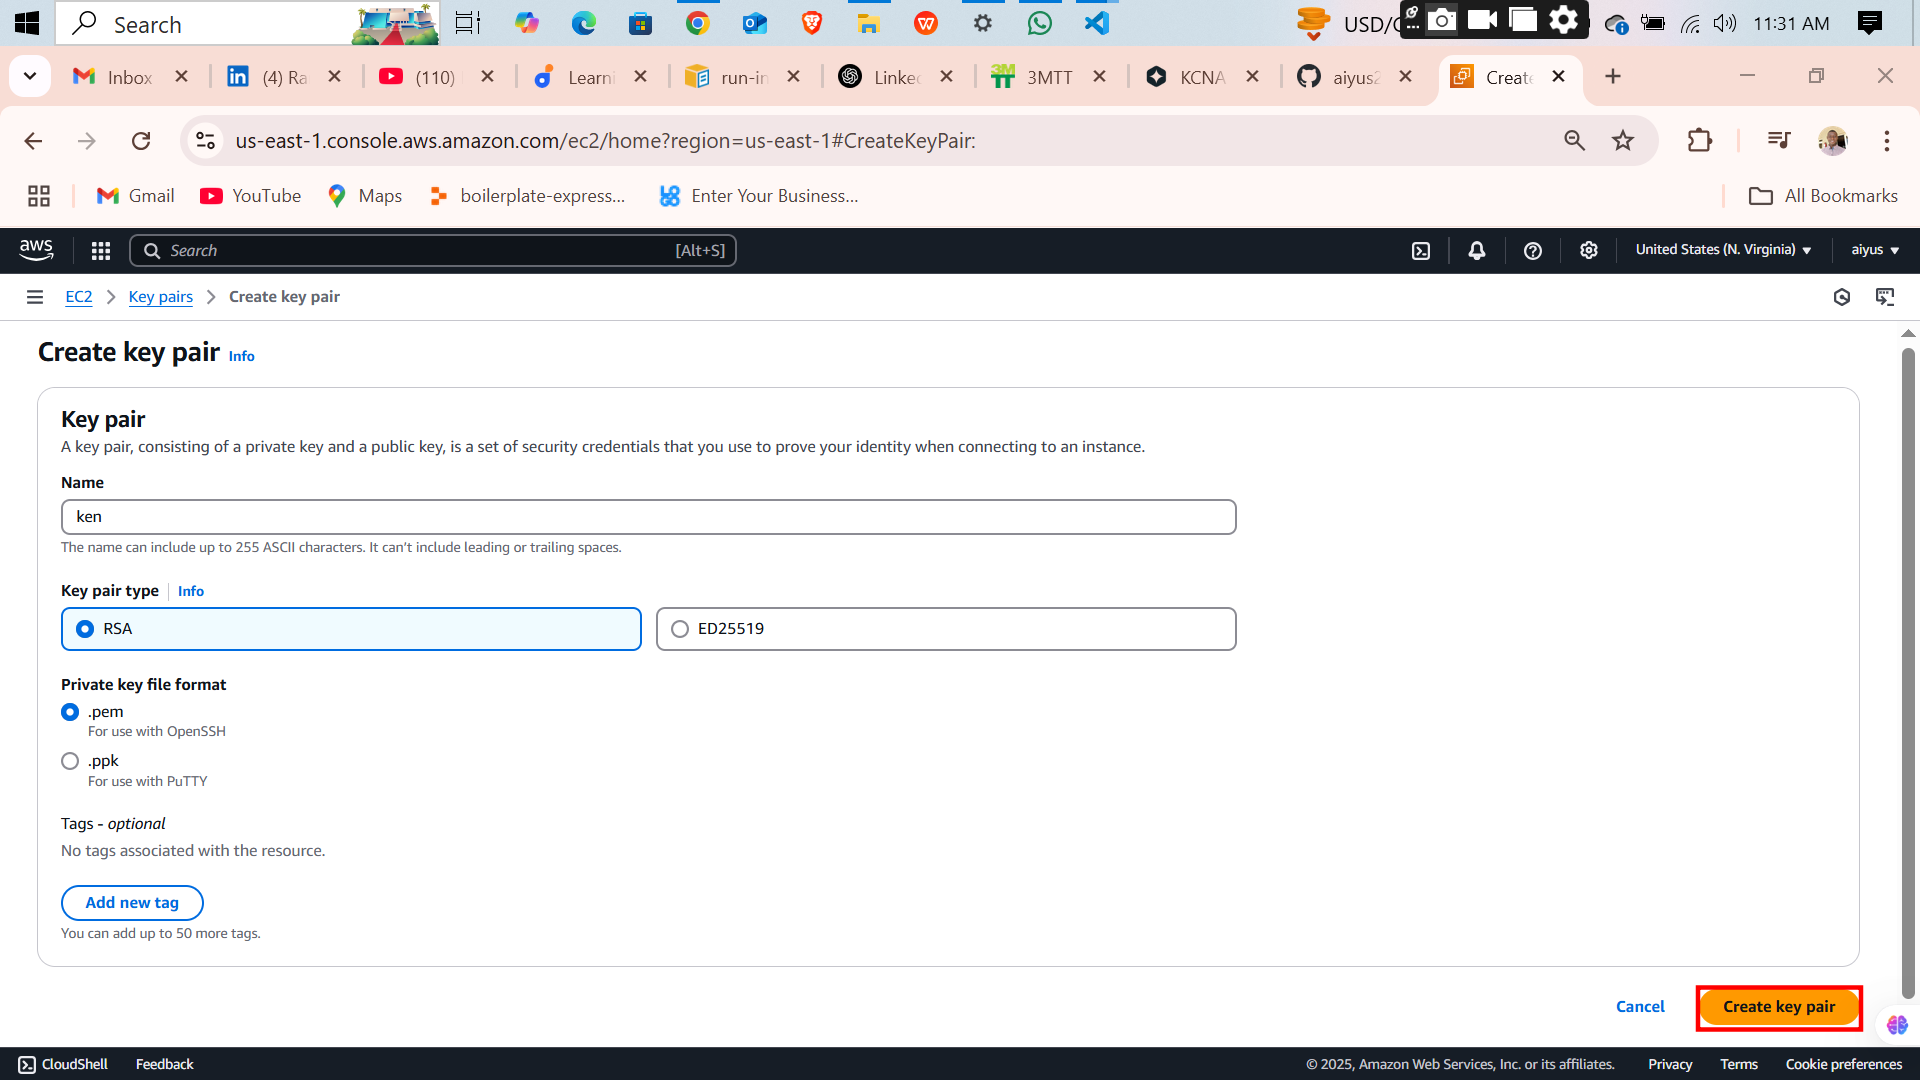 Search
USD/C
11:31 AM
Inbox
(4) Ra
(110)
Learni
run-in
Linked
3MTT
KCNA
aiyus2
Create
us-east-1.console.aws.amazon.com/ec2/home?region=us-east-1#CreateKeyPair:
Gmail
YouTube
Maps
boilerplate-express...
Enter Your Business...
All Bookmarks
aws
Search
[Alt+S]
United States (N. Virginia)
aiyus
EC2
Key pairs
Create key pair
Create key pair Info
Key pair
A key pair, consisting of a private key and a public key, is a set of security credentials that you use to prove your identity when connecting to an instance.
Name
ken
The name can include up to 255 ASCII characters. It can't include leading or trailing spaces.
Key pair type Info
RSA
ED25519
Private key file format
.pem
For use with OpenSSH
.ppk
For use with PuTTY
Tags - optional
No tags associated with the resource.
Add new tag
You can add up to 50 more tags.
Cancel
Create key pair
CloudShell
Feedback
© 2025, Amazon Web Services, Inc. or its affiliates.
Privacy
Terms
Cookie preferences